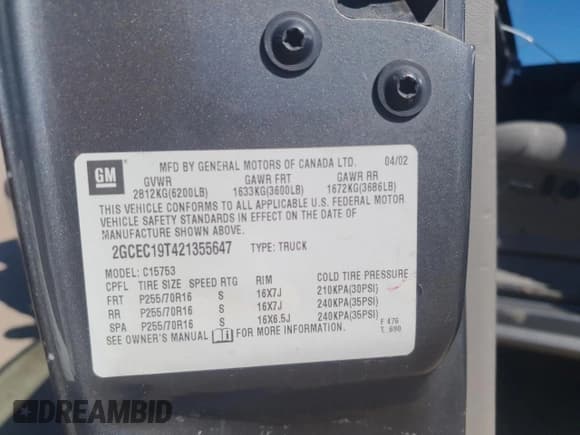 GM
MFD BY GENERAL MOTORS OF CANADA LTD. 04/02
GVWR GAWR FRT GAWR RR
2812KG(6200LB) 1633KG(3600LB) 1672KG(3686LB)
THIS VEHICLE CONFORMS TO ALL APPLICABLE U.S. FEDERAL MOTOR
VEHICLE SAFETY STANDARDS IN EFFECT ON THE DATE OF
MANUFACTURE SHOWN ABOVE.
2GCEC19T421355647 TYPE: TRUCK
MODEL: C15753
CPFL TIRE SIZE SPEED RTG RIM COLD TIRE PRESSURE
FRT P255/70R16 S 16X7J 210KPA(30PSI)
RR P255/70R16 S 16X7J 240KPA(35PSI)
SPA P255/70R16 S 16X6.5J 240KPA(35PSI)
SEE OWNER'S MANUAL FOR MORE INFORMATION.
F 476
T 690
DREAMBID